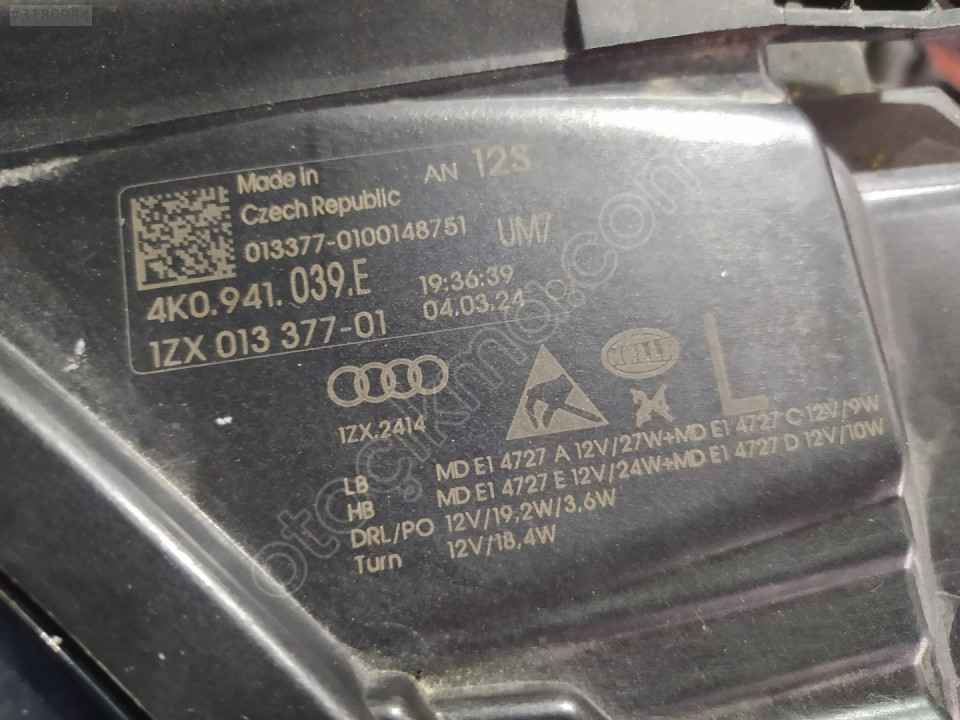 #3180984
Made in
Czech Republic
AN 12S
013377-0100148751 UM7
4K0.941.039.E
19:36:39
04.03.24
1ZX 013 377-01
1ZX.2414
HELLA
L
LB MD E1 4727 A 12V/27W+MD E1 4727 C 12V/9W
HB MD E1 4727 E 12V/24W+MD E1 4727 D 12V/10W
DRL/PO 12V/19,2W/3,6W
Turn 12V/18,4W
otoçıkmol.com